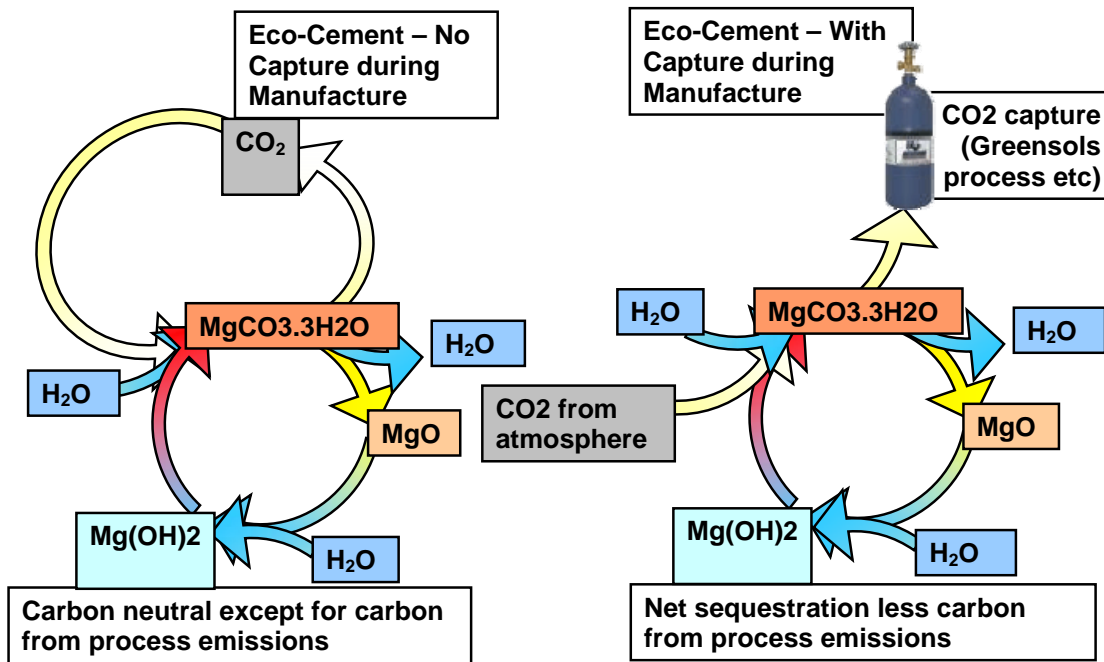 Eco-Cement – No
Capture during
Manufacture
CO₂
MgCO3.3H2O
H₂O
H₂O
MgO
Mg(OH)2
H₂O
Carbon neutral except for carbon
from process emissions
Eco-Cement – With
Capture during
Manufacture
CO2 capture
(Greensols
process etc)
H₂O
MgCO3.3H2O
H₂O
CO2 from
atmosphere
MgO
Mg(OH)2
H₂O
Net sequestration less carbon
from process emissions